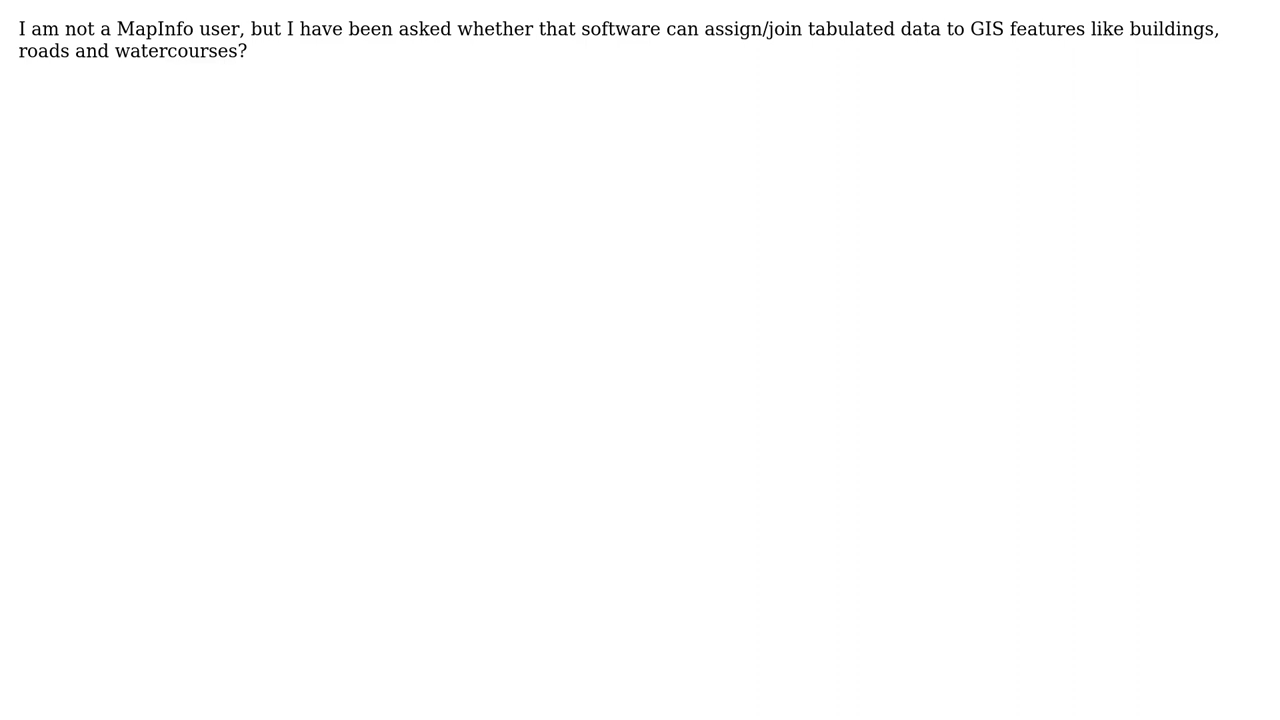 I am not a MapInfo user, but I have been asked whether that software can assign/join tabulated data to GIS features like buildings,
roads and watercourses?